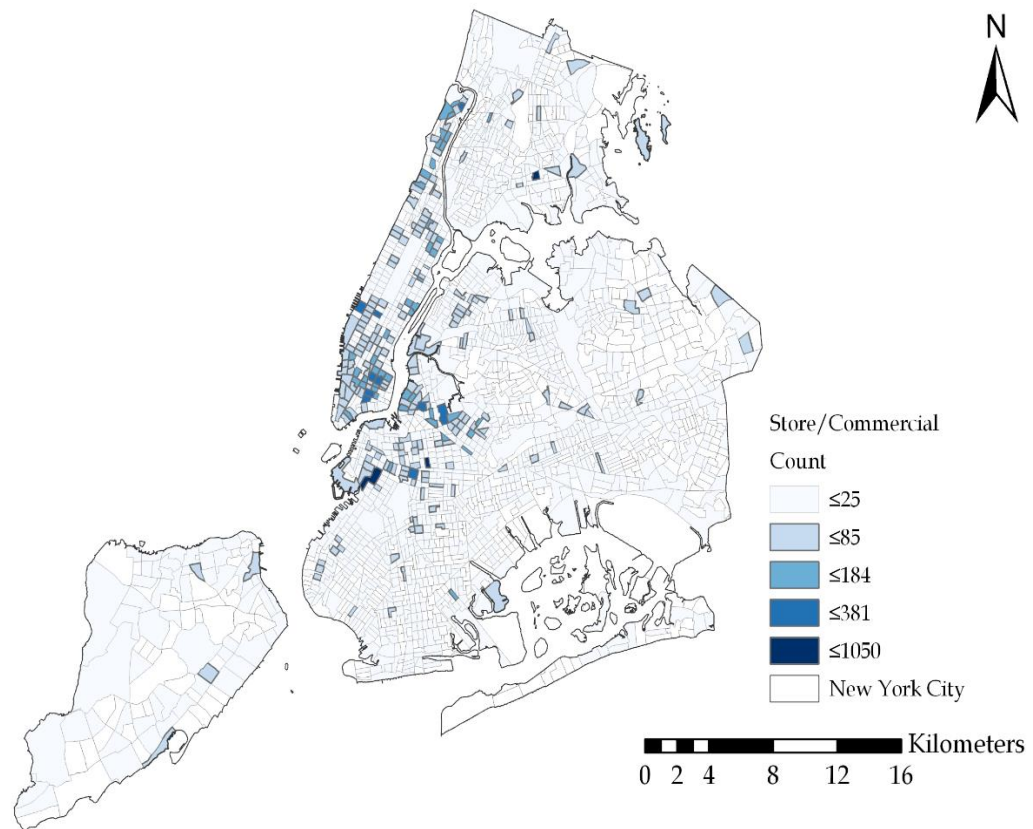 N
Store/Commercial
Count
≤25
≤85
≤184
≤381
≤1050
New York City
Kilometers
0 2 4 8 12 16